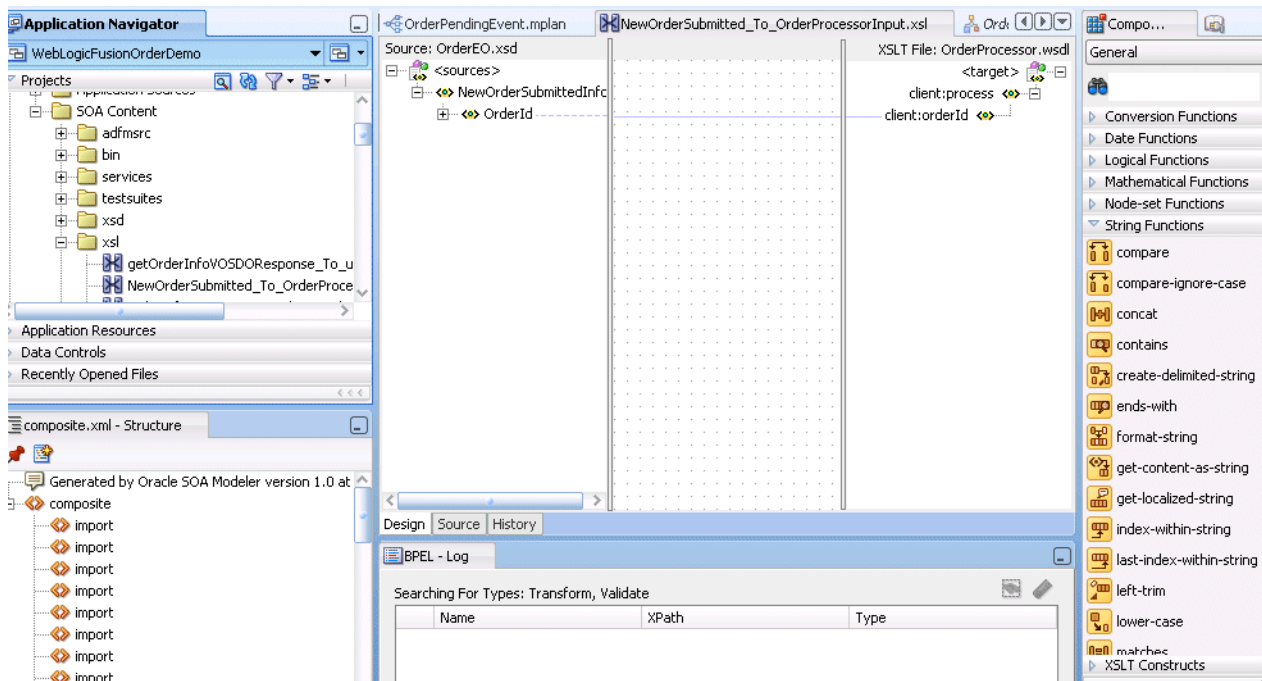 Application Navigator
WebLogicFusionOrderDemo
Projects
SOA Content
adfmsrc
bin
services
testsuites
xsd
xsl
getOrderInfoVOSDOResponse_To_u
NewOrderSubmitted_To_OrderProce
Application Resources
Data Controls
Recently Opened Files
composite.xml - Structure
Generated by Oracle SOA Modeler version 1.0 at
composite
import
import
import
import
import
import
import
import
OrderPendingEvent.mplan
NewOrderSubmitted_To_OrderProcessorInput.xsl
Ord
Source: OrderEO.xsd
XSLT File: OrderProcessor.wsdl
<sources>
<target>
NewOrderSubmittedInfo
client:process
OrderId
client:orderId
Design Source History
BPEL - Log
Searching For Types: Transform, Validate
Name XPath Type
Compo...
General
Conversion Functions
Date Functions
Logical Functions
Mathematical Functions
Node-set Functions
String Functions
compare
compare-ignore-case
concat
contains
create-delimited-string
ends-with
format-string
get-content-as-string
get-localized-string
index-within-string
last-index-within-string
left-trim
lower-case
matches
XSLT Constructs